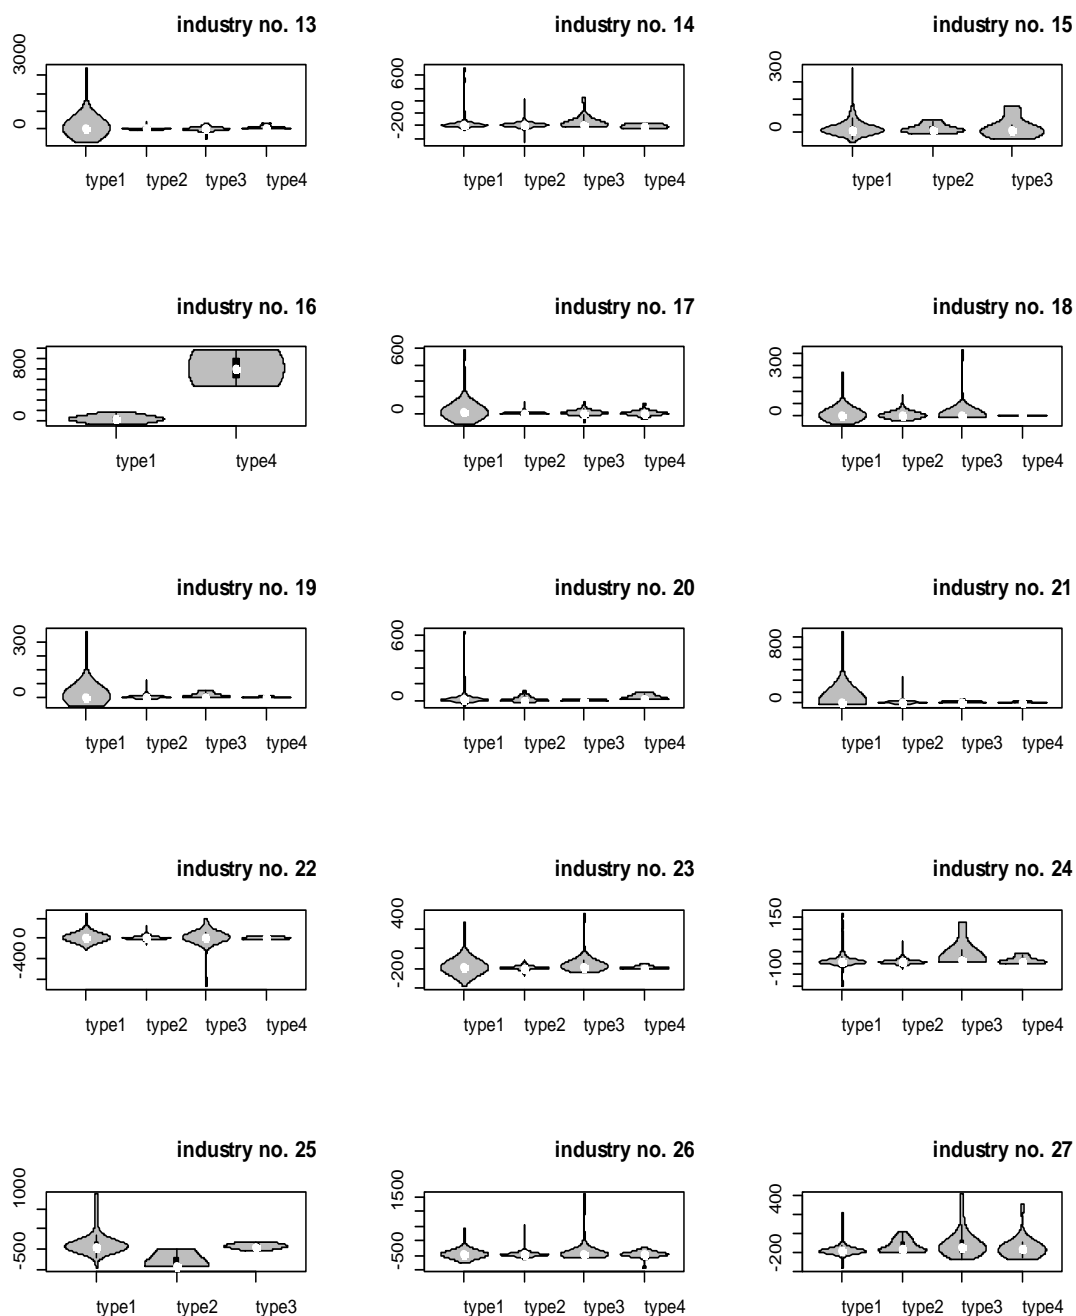 industry no. 13
industry no. 14
industry no. 15
3000
0
type1 type2 type3 type4
600
-200
type1 type2 type3 type4
300
0
type1 type2 type3
industry no. 16
industry no. 17
industry no. 18
800
0
type1 type4
600
0
type1 type2 type3 type4
300
0
type1 type2 type3 type4
industry no. 19
industry no. 20
industry no. 21
300
0
type1 type2 type3 type4
600
0
type1 type2 type3 type4
800
0
type1 type2 type3 type4
industry no. 22
industry no. 23
industry no. 24
0
-400
type1 type2 type3 type4
400
-200
type1 type2 type3 type4
150
-100
type1 type2 type3 type4
industry no. 25
industry no. 26
industry no. 27
1000
-500
type1 type2 type3
1500
-500
type1 type2 type3 type4
400
-200
type1 type2 type3 type4